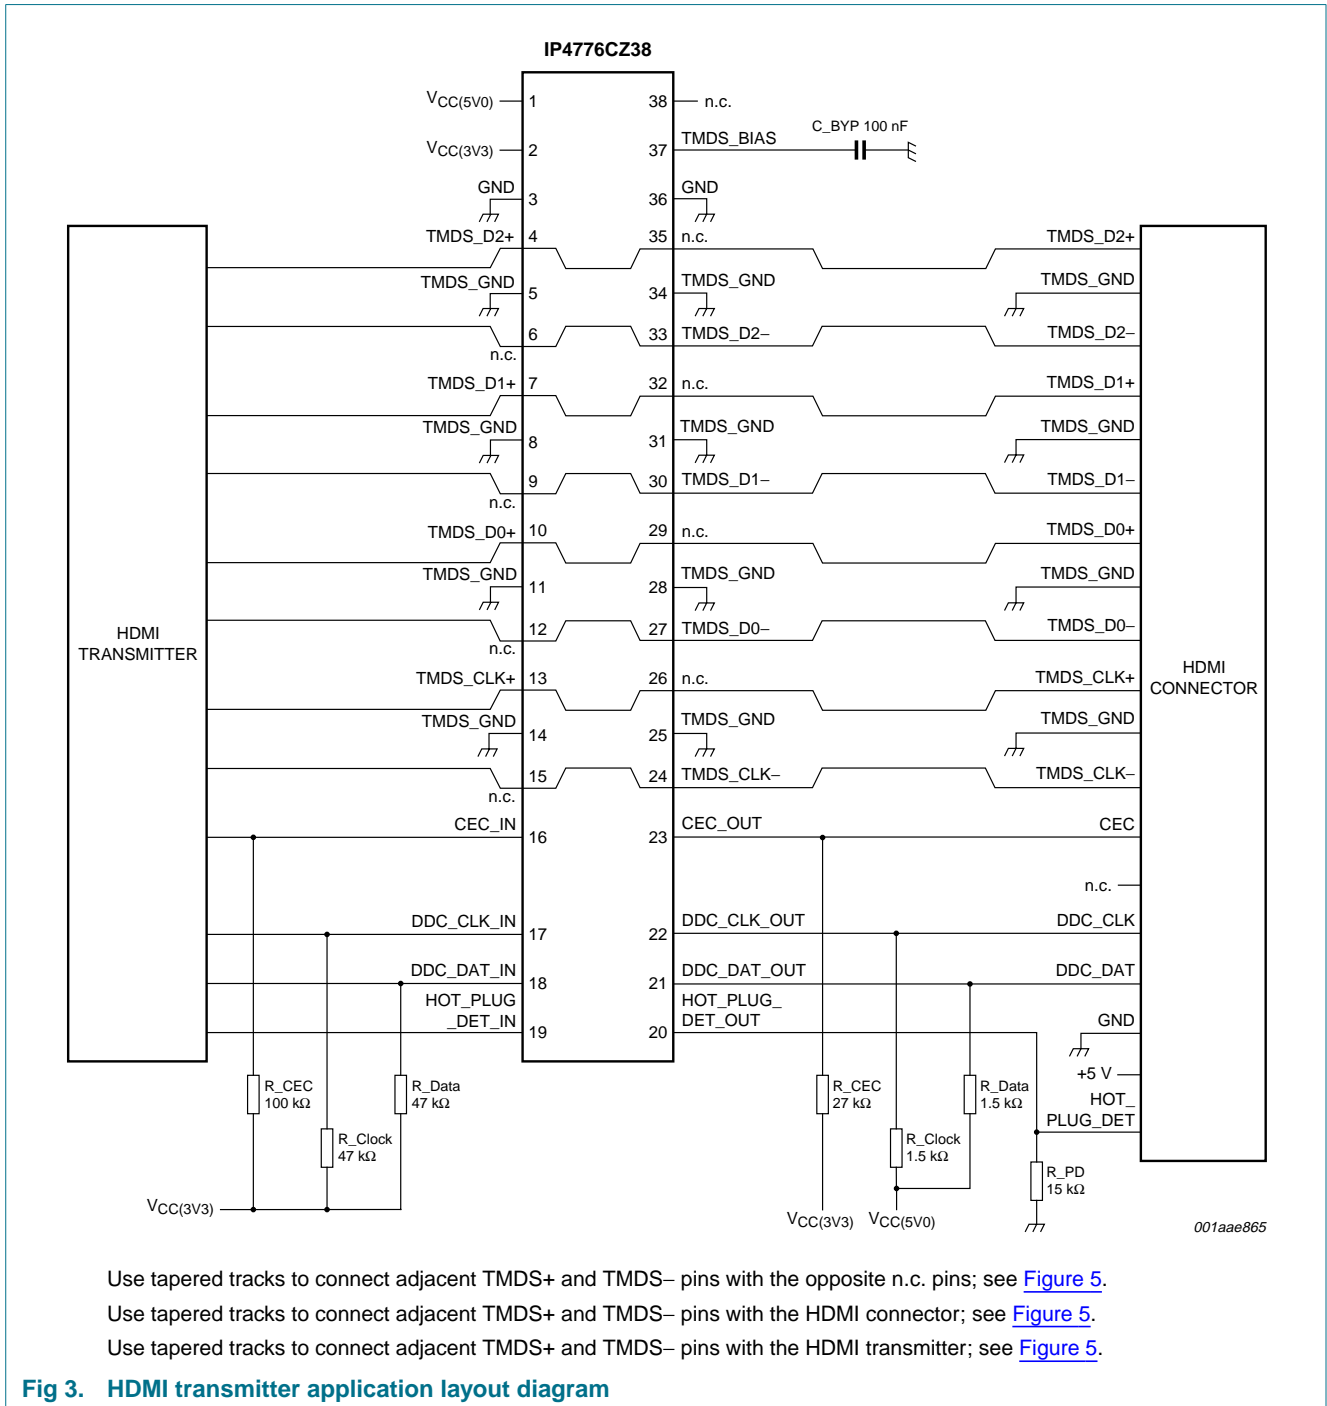 IP4776CZ38
VCC(5V0) 1 38 n.c.
C_BYP 100 nF
VCC(3V3) 2 37 TMDS_BIAS
GND 3 36 GND
TMDS_D2+ 4 35 n.c. TMDS_D2+
TMDS_GND 5 34 TMDS_GND TMDS_GND
6 33 TMDS_D2− TMDS_D2−
n.c.
TMDS_D1+ 7 32 n.c. TMDS_D1+
TMDS_GND 8 31 TMDS_GND TMDS_GND
9 30 TMDS_D1− TMDS_D1−
n.c.
TMDS_D0+ 10 29 n.c. TMDS_D0+
TMDS_GND 11 28 TMDS_GND TMDS_GND
12 27 TMDS_D0− TMDS_D0−
n.c.
HDMI
TRANSMITTER
HDMI
CONNECTOR
TMDS_CLK+ 13 26 n.c. TMDS_CLK+
TMDS_GND 14 25 TMDS_GND TMDS_GND
15 24 TMDS_CLK− TMDS_CLK−
n.c.
CEC_IN 16 23 CEC_OUT CEC
n.c.
DDC_CLK_IN 17 22 DDC_CLK_OUT DDC_CLK
DDC_DAT_IN 18 21 DDC_DAT_OUT DDC_DAT
HOT_PLUG
_DET_IN 19
20 HOT_PLUG_
DET_OUT
GND
+5 V
HOT_
PLUG_DET
R_CEC
100 kΩ
R_Data
47 kΩ
R_Clock
47 kΩ
VCC(3V3)
R_CEC
27 kΩ
R_Data
1.5 kΩ
R_Clock
1.5 kΩ
R_PD
15 kΩ
VCC(3V3) VCC(5V0)
001aae865
Use tapered tracks to connect adjacent TMDS+ and TMDS− pins with the opposite n.c. pins; see Figure 5.
Use tapered tracks to connect adjacent TMDS+ and TMDS− pins with the HDMI connector; see Figure 5.
Use tapered tracks to connect adjacent TMDS+ and TMDS− pins with the HDMI transmitter; see Figure 5.
Fig 3. HDMI transmitter application layout diagram